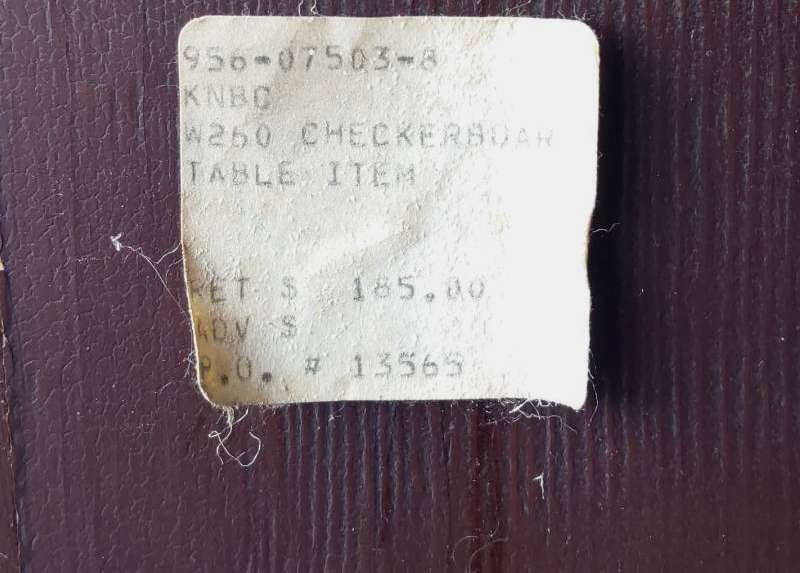 956-07503-8
KNBC
W260 CHECKERBOAR
TABLE ITEM
RET $ 185.00
ADV $
P.O. # 13565